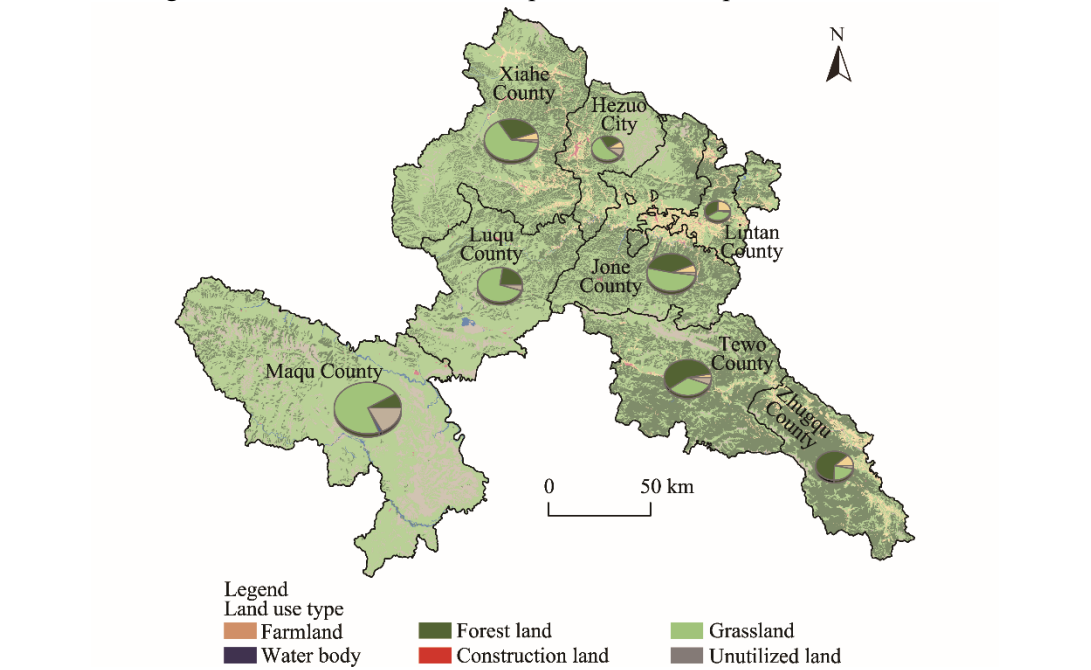 N
Xiahe
County
Hezuo
City
Lintan
County
Luqu
County
Jone
County
Tewo
County
Maqu County
Zhugqu
County
0 50 km
Legend
Land use type
Farmland Forest land Grassland
Water body Construction land Unutilized land